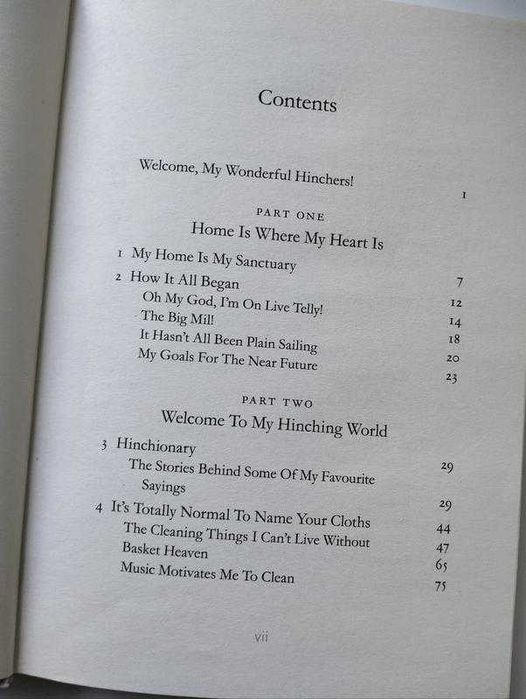 Contents
Welcome, My Wonderful Hinchers! 1
PART ONE
Home Is Where My Heart Is
1 My Home Is My Sanctuary 7
2 How It All Began 12
Oh My God, I'm On Live Telly! 14
The Big Mil! 18
It Hasn't All Been Plain Sailing 20
My Goals For The Near Future 23
PART TWO
Welcome To My Hinching World
3 Hinchionary 29
The Stories Behind Some Of My Favourite
Sayings 29
4 It's Totally Normal To Name Your Cloths 44
The Cleaning Things I Can't Live Without 47
Basket Heaven 65
Music Motivates Me To Clean 75
vii